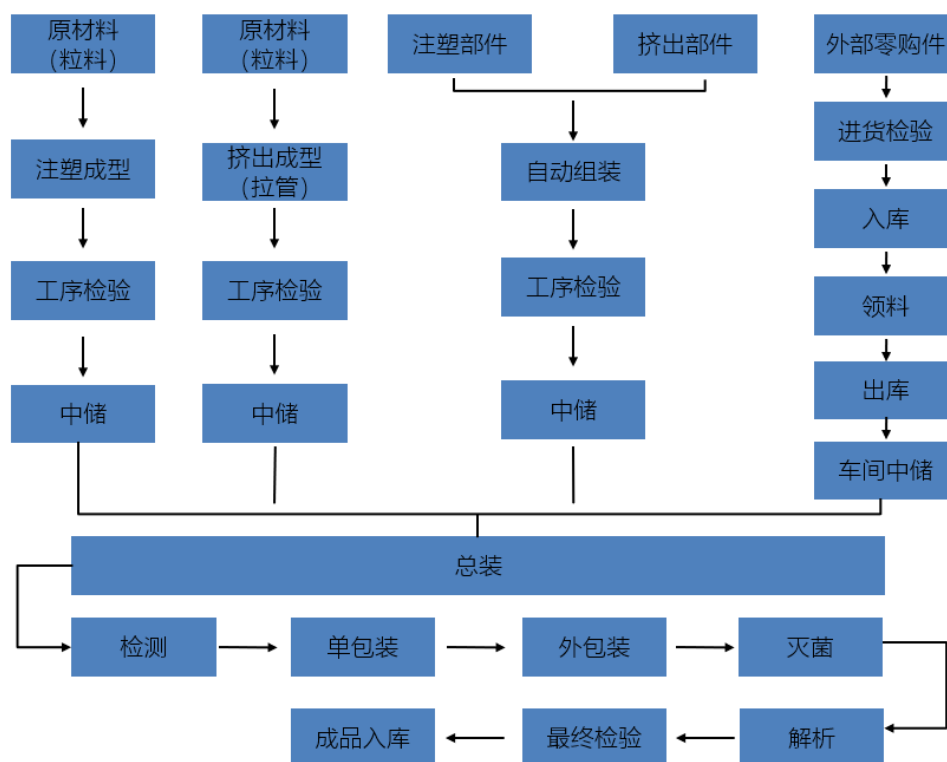 原材料
(粒料)
原材料
(粒料)
注塑部件
挤出部件
外部零购件
注塑成型
挤出成型
(拉管)
自动组装
进货检验
入库
工序检验
工序检验
工序检验
领料
中储
中储
中储
出库
车间中储
总装
检测
单包装
外包装
灭菌
成品入库
最终检验
解析